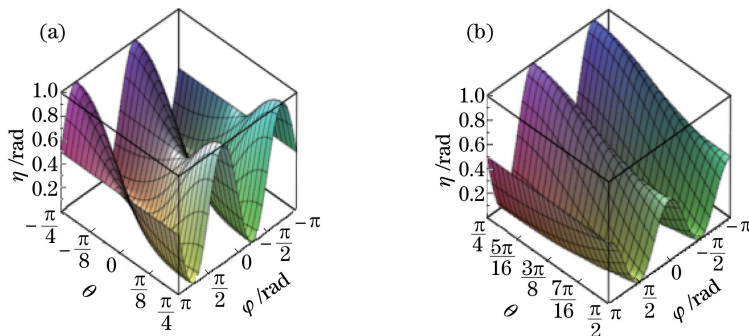 (a)
1.0
0.8
0.6
0.4
0.2
η /rad
−π/4
−π/8
0
π/8
π/4
θ
π
π/2
0
−π/2
−π
φ /rad
(b)
1.0
0.8
0.6
0.4
0.2
η /rad
π/4
5π/16
3π/8
7π/16
π/2
θ
π
π/2
0
−π/2
−π
φ /rad